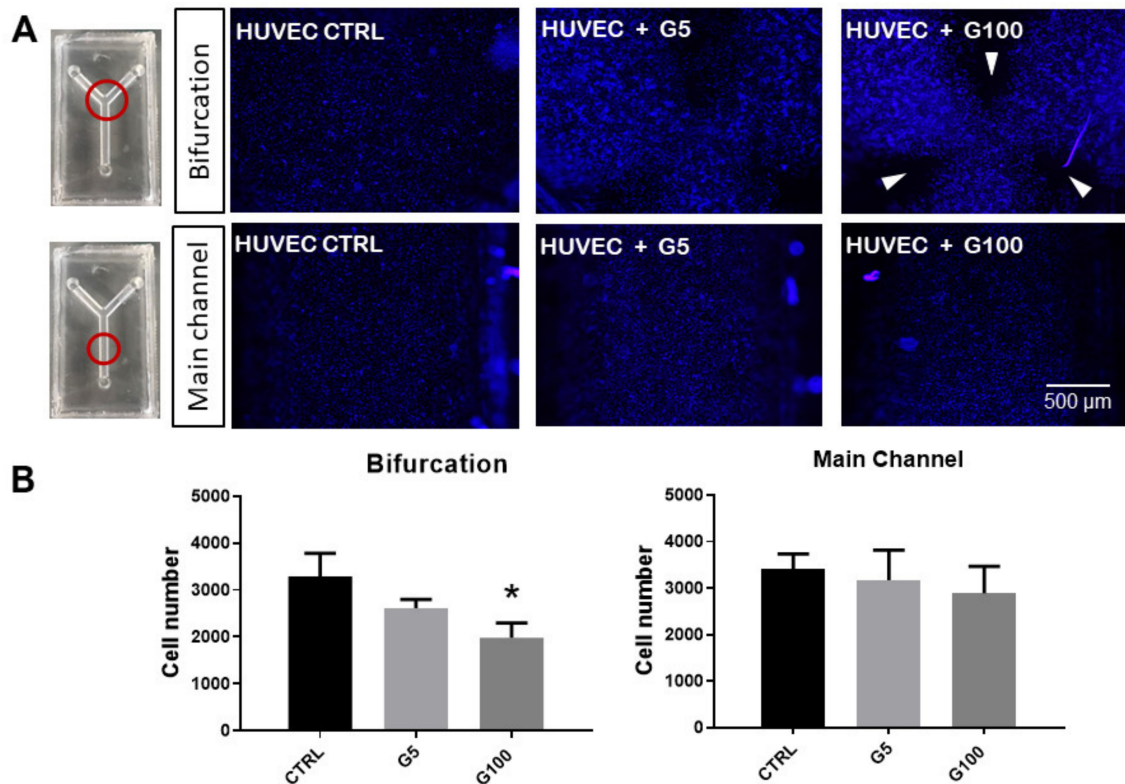 A
Bifurcation
HUVEC CTRL
HUVEC + G5
HUVEC + G100
Main channel
HUVEC CTRL
HUVEC + G5
HUVEC + G100
500 µm
B
Bifurcation
Cell number
5000
4000
3000
2000
1000
0
*
CTRL
G5
G100
Main Channel
Cell number
5000
4000
3000
2000
1000
0
CTRL
G5
G100